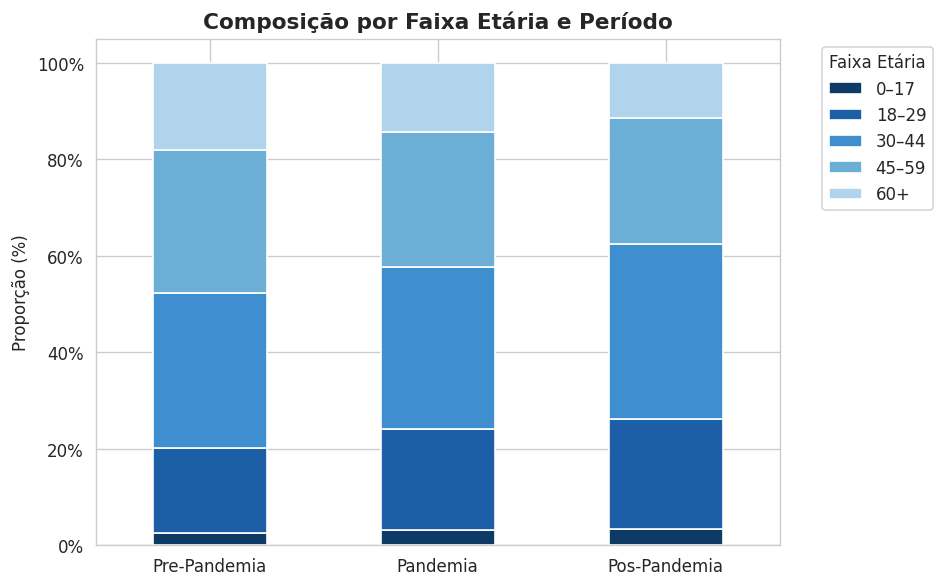 Composição por Faixa Etária e Período
Faixa Etária
0–17
18–29
30–44
45–59
60+
Proporção (%)
100%
80%
60%
40%
20%
0%
Pre-Pandemia
Pandemia
Pos-Pandemia